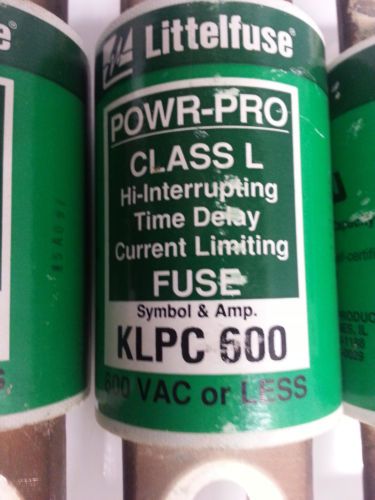 Littelfuse®
POWR-PRO
CLASS L
Hi-Interrupting
Time Delay
Current Limiting
FUSE
Symbol & Amp.
KLPC 600
600 VAC or LESS